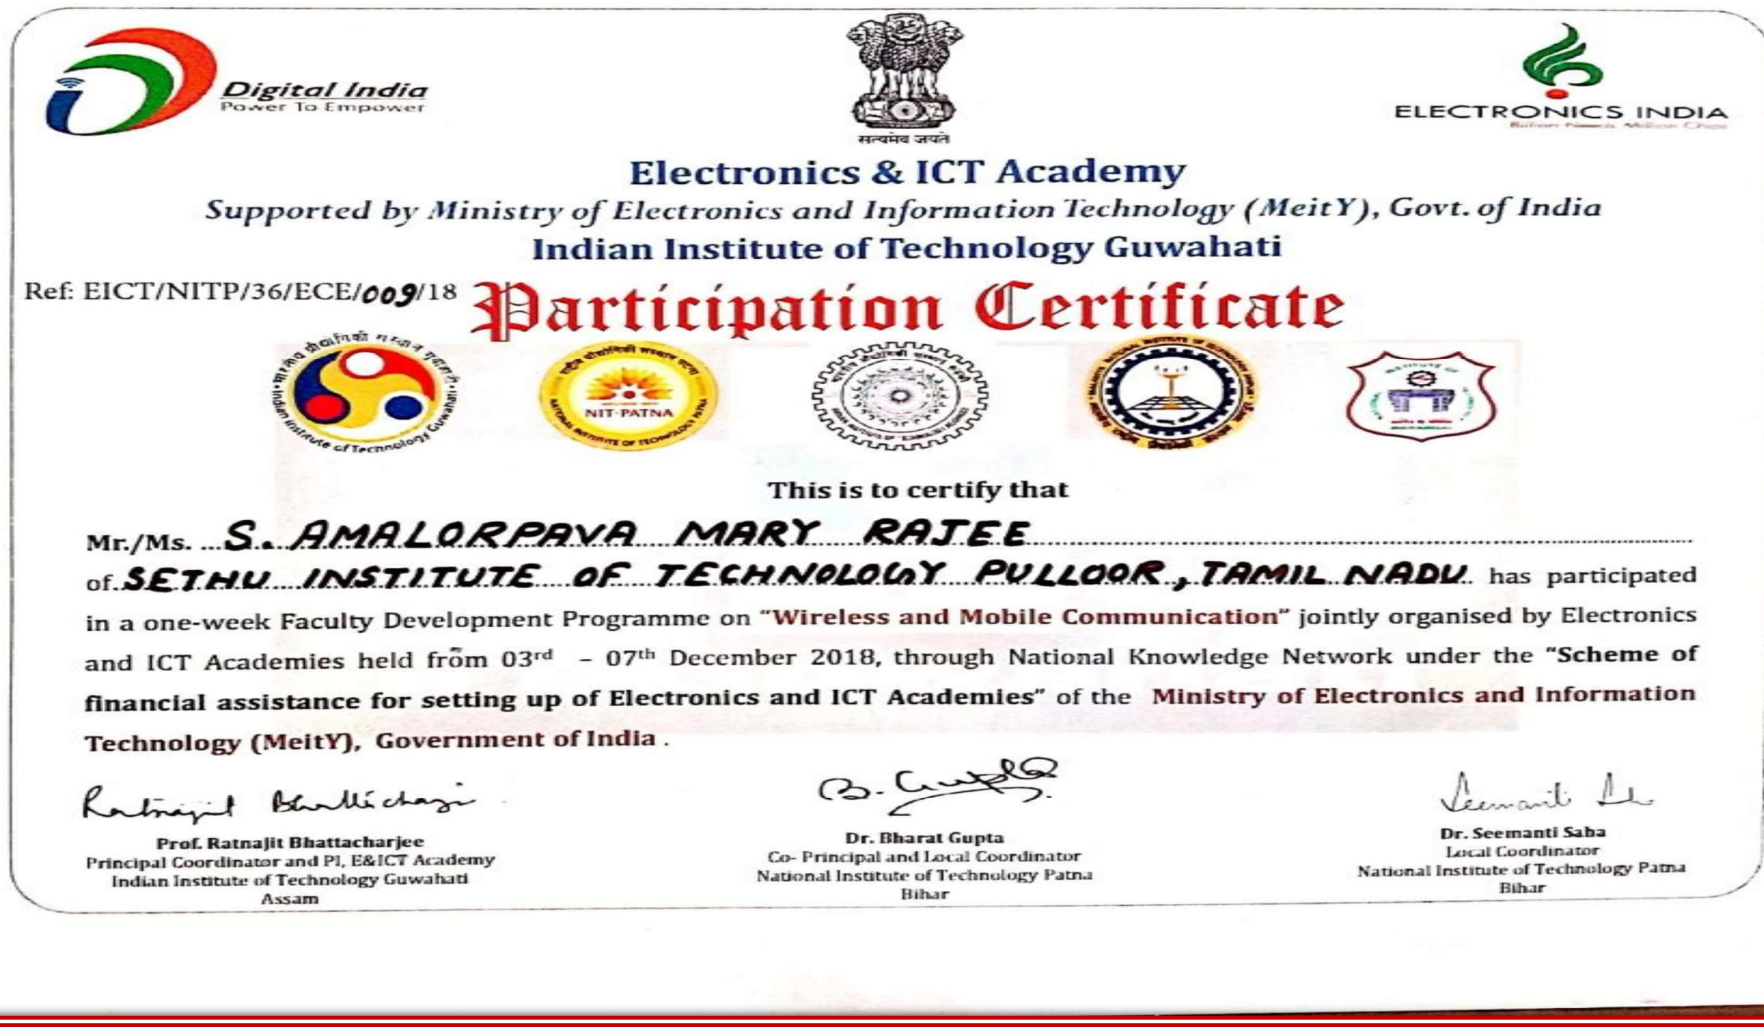 Digital India
Power To Empower
सत्यमेव जयते
ELECTRONICS INDIA
Electronics & ICT Academy
Supported by Ministry of Electronics and Information Technology (MeitY), Govt. of India
Indian Institute of Technology Guwahati
Ref: EICT/NITP/36/ECE/009/18
Participation Certificate
Indian Institute of Technology Guwahati
NIT-PATNA
This is to certify that
Mr./Ms. S. AMALORPAVA MARY RAJEE
of SETHU INSTITUTE OF TECHNOLOGY PULLOOR, TAMIL NADU has participated
in a one-week Faculty Development Programme on "Wireless and Mobile Communication" jointly organised by Electronics
and ICT Academies held from 03rd – 07th December 2018, through National Knowledge Network under the "Scheme of
financial assistance for setting up of Electronics and ICT Academies" of the Ministry of Electronics and Information
Technology (MeitY), Government of India .
B. Gupta
Prof. Ratnajit Bhattacharjee
Principal Coordinator and PI, E&ICT Academy
Indian Institute of Technology Guwahati
Assam
Dr. Bharat Gupta
Co- Principal and Local Coordinator
National Institute of Technology Patna
Bihar
Dr. Seemanti Saha
Local Coordinator
National Institute of Technology Patna
Bihar